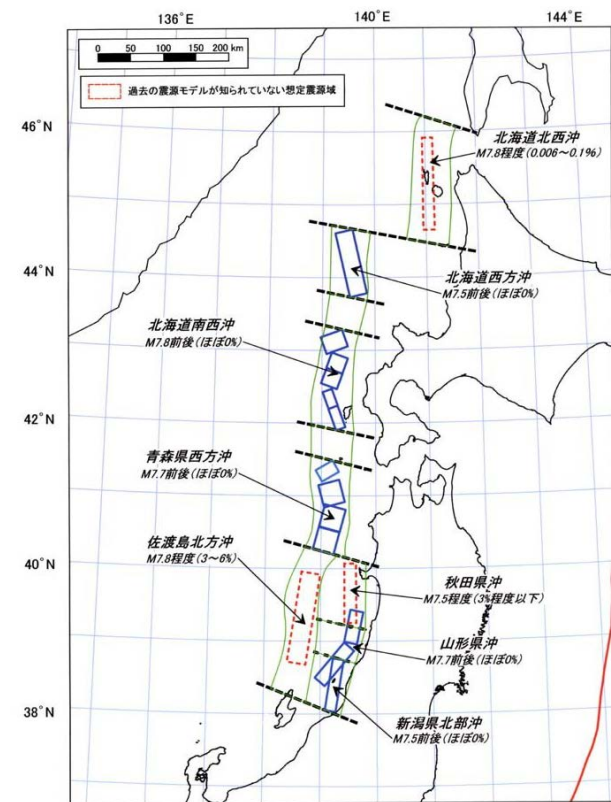 136°E
140°E
144°E
0 50 100 150 200 km
過去の震源モデルが知られていない想定震源域
46°N
北海道北西沖
M7.8程度(0.006～0.1%)
44°N
北海道西方沖
M7.5前後(ほぼ0%)
北海道南西沖
M7.8前後(ほぼ0%)
42°N
青森県西方沖
M7.7前後(ほぼ0%)
佐渡島北方沖
M7.8程度(3～6%)
40°N
秋田県沖
M7.5程度(3%程度以下)
山形県沖
M7.7前後(ほぼ0%)
38°N
新潟県北部沖
M7.5前後(ほぼ0%)
136°E
138°E
140°E
142°E
144°E